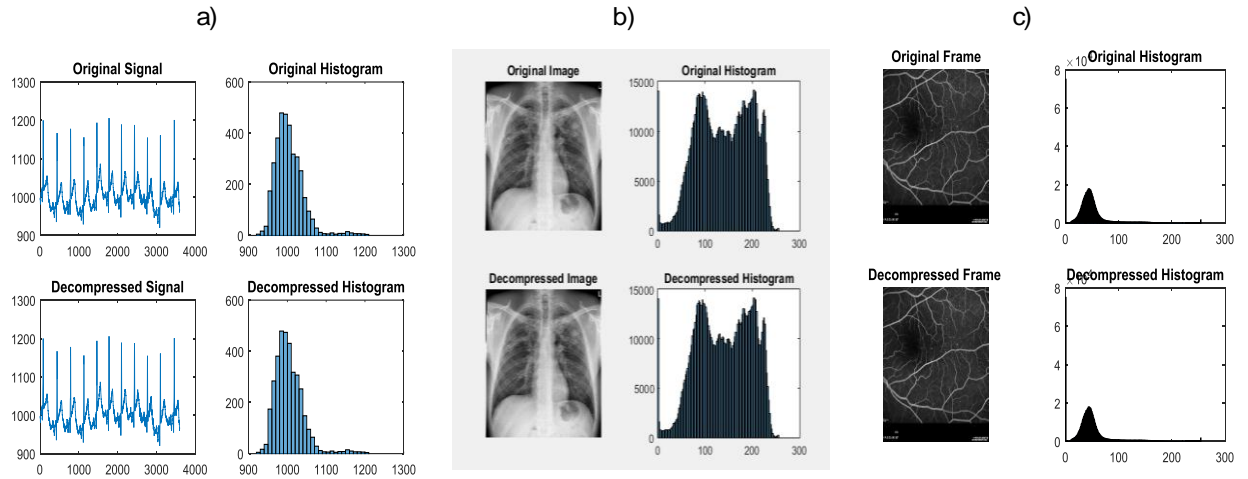 a)
b)
c)
Original Signal
1300
1200
1100
1000
900
0 1000 2000 3000 4000
Original Histogram
600
400
200
0
900 1000 1100 1200 1300
Decompressed Signal
1300
1200
1100
1000
900
0 1000 2000 3000 4000
Decompressed Histogram
600
400
200
0
900 1000 1100 1200 1300
Original Image
Original Histogram
15000
10000
5000
0
0 100 200 300
Decompressed Image
Decompressed Histogram
15000
10000
5000
0
0 100 200 300
Original Frame
Original Histogram
8
6
4
2
0
0 100 200 300
Decompressed Frame
Decompressed Histogram
8
6
4
2
0
0 100 200 300